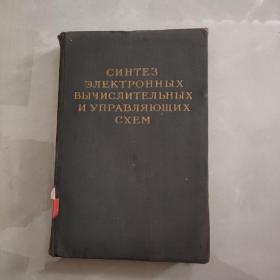 СИНТЕЗ
ЭЛЕКТРОННЫХ
ВЫЧИСЛИТЕЛЬНЫХ
И УПРАВЛЯЮЩИХ
СХЕМ